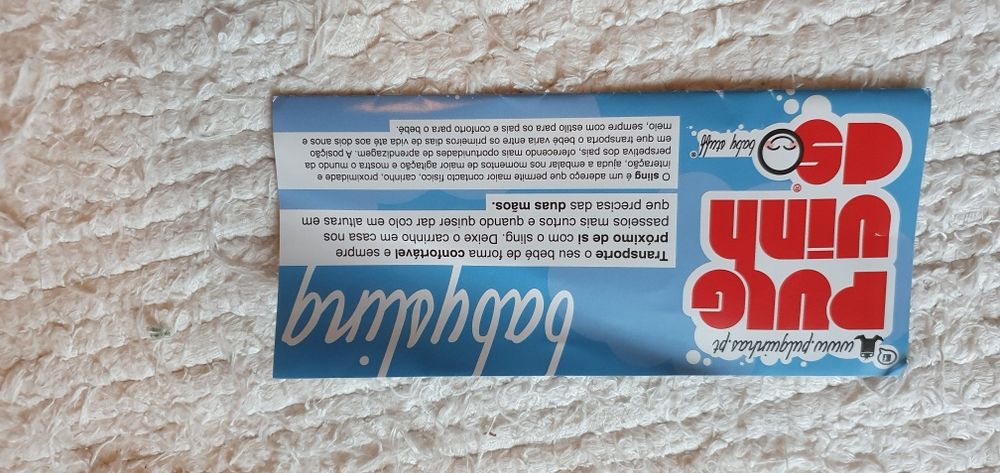 www.pulguinhas.pt
PULG
UINH
AS
baby stuff
babysling
Transporte o seu bebé de forma confortável e sempre
próximo de si com o sling. Deixe o carrinho em casa nos
passeios mais curtos e quando quiser dar colo em alturas
que precisa das duas mãos.
O sling é um adereço que permite maior contacto físico, carinho, proximidade e
interação, ajuda a embalar nos momentos de maior agitação e mostra o mundo da
perspetiva dos pais, oferecendo mais oportunidades de aprendizagem. A posição
em que transporta o bebé varia entre os primeiros dias de vida até aos dois anos e
meio, sempre com estilo para os pais e conforto para o bebé.